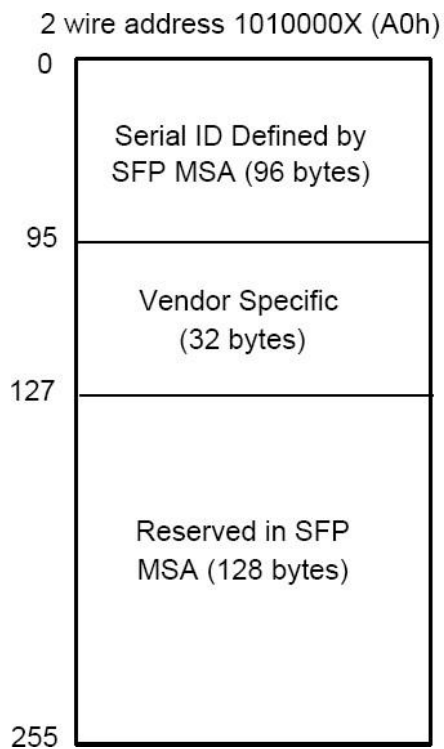 2 wire address 1010000X (A0h)
0
Serial ID Defined by
SFP MSA (96 bytes)
95
Vendor Specific
(32 bytes)
127
Reserved in SFP
MSA (128 bytes)
255